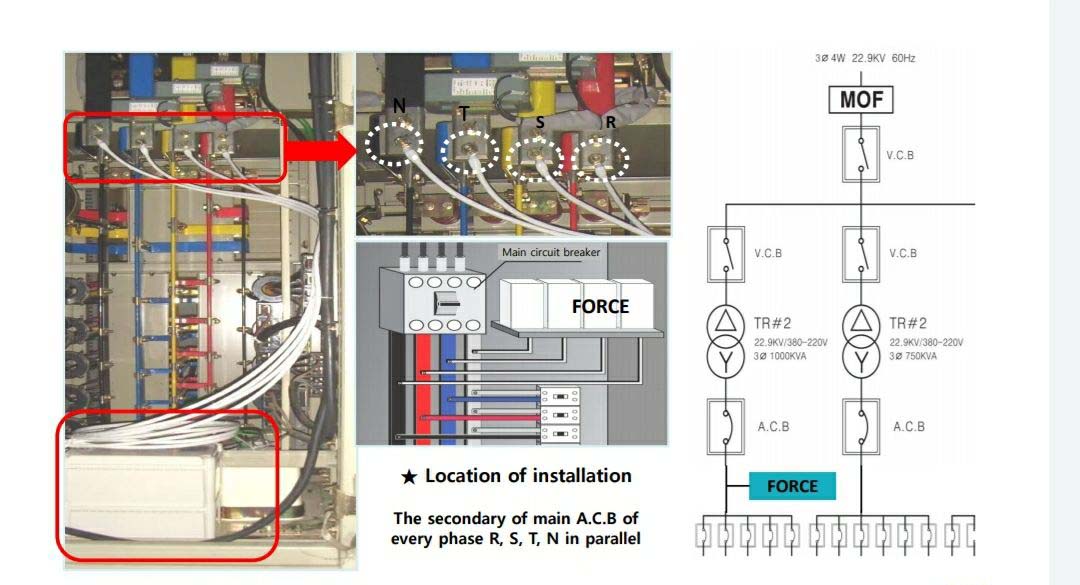 N
T
S
R
Main circuit breaker
FORCE
★ Location of installation
The secondary of main A.C.B of
every phase R, S, T, N in parallel
3Ø 4W 22.9KV 60Hz
MOF
V.C.B
V.C.B
V.C.B
TR#2
22.9KV/380-220V
3Ø 1000KVA
TR#2
22.9KV/380-220V
3Ø 750KVA
Y
Y
A.C.B
A.C.B
FORCE